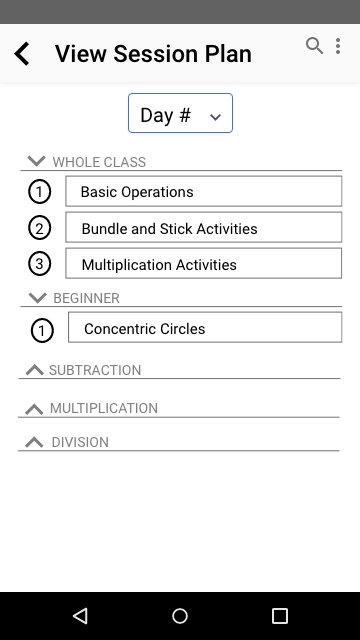 View Session Plan
Day #
WHOLE CLASS
1 Basic Operations
2 Bundle and Stick Activities
3 Multiplication Activities
BEGINNER
1 Concentric Circles
SUBTRACTION
MULTIPLICATION
DIVISION